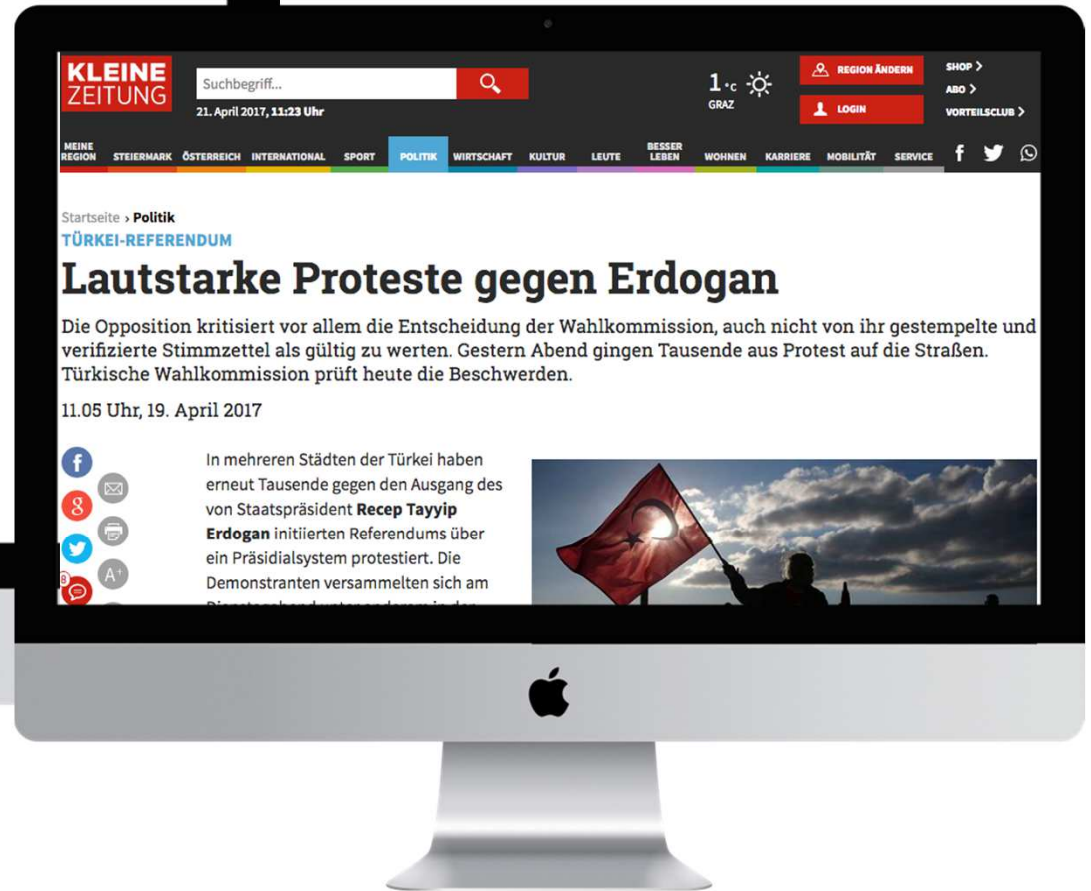 KLEINE
ZEITUNG
Suchbegriff...
21. April 2017, 11:23 Uhr
1 °C
GRAZ
REGION ÄNDERN
LOGIN
SHOP >
ABO >
VORTEILSCLUB >
MEINE REGION STEIERMARK ÖSTERREICH INTERNATIONAL SPORT POLITIK WIRTSCHAFT KULTUR LEUTE BESSER LEBEN WOHNEN KARRIERE MOBILITÄT SERVICE
Startseite › Politik
TÜRKEI-REFERENDUM
Lautstarke Proteste gegen Erdogan
Die Opposition kritisiert vor allem die Entscheidung der Wahlkommission, auch nicht von ihr gestempelte und
verifizierte Stimmzettel als gültig zu werten. Gestern Abend gingen Tausende aus Protest auf die Straßen.
Türkische Wahlkommission prüft heute die Beschwerden.
11.05 Uhr, 19. April 2017
8
A+
In mehreren Städten der Türkei haben
erneut Tausende gegen den Ausgang des
von Staatspräsident Recep Tayyip
Erdogan initiierten Referendums über
ein Präsidialsystem protestiert. Die
Demonstranten versammelten sich am